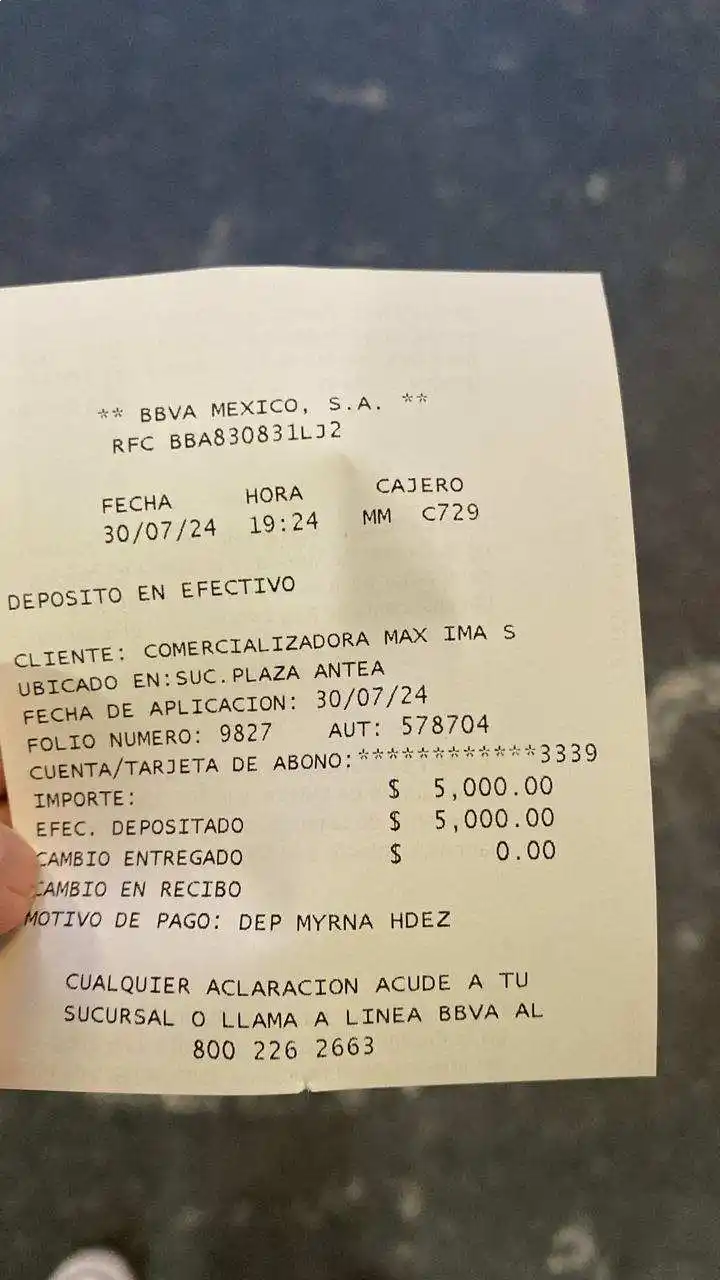 ** BBVA MEXICO, S.A. **
RFC BBA830831LJ2
FECHA HORA CAJERO
30/07/24 19:24 MM C729
DEPOSITO EN EFECTIVO
CLIENTE: COMERCIALIZADORA MAX IMA S
UBICADO EN:SUC.PLAZA ANTEA
FECHA DE APLICACION: 30/07/24
FOLIO NUMERO: 9827 AUT: 578704
CUENTA/TARJETA DE ABONO:************3339
IMPORTE: $ 5,000.00
EFEC. DEPOSITADO $ 5,000.00
CAMBIO ENTREGADO $ 0.00
CAMBIO EN RECIBO
MOTIVO DE PAGO: DEP MYRNA HDEZ
CUALQUIER ACLARACION ACUDE A TU
SUCURSAL O LLAMA A LINEA BBVA AL
800 226 2663